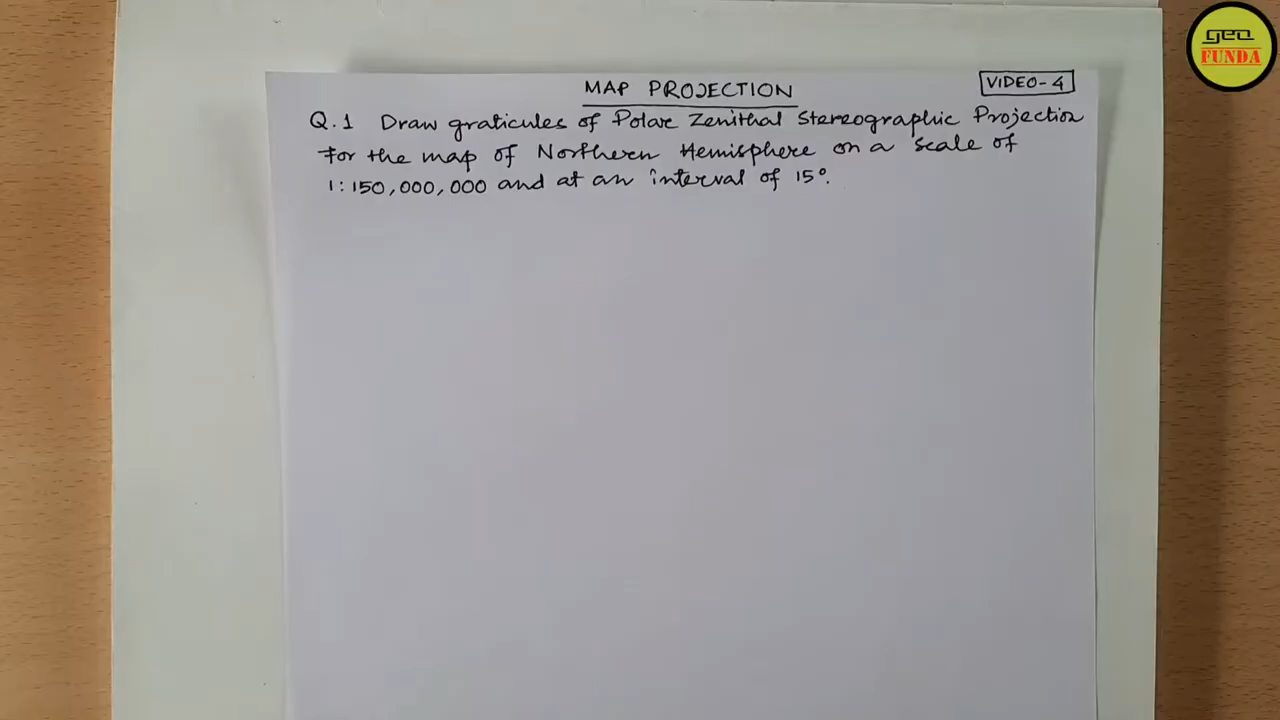 geo
FUNDA
MAP PROJECTION
VIDEO-4
Q.1 Draw graticules of Polar Zenithal Stereographic Projection
for the map of Northern Hemisphere on a scale of
1:150,000,000 and at an interval of 15°.